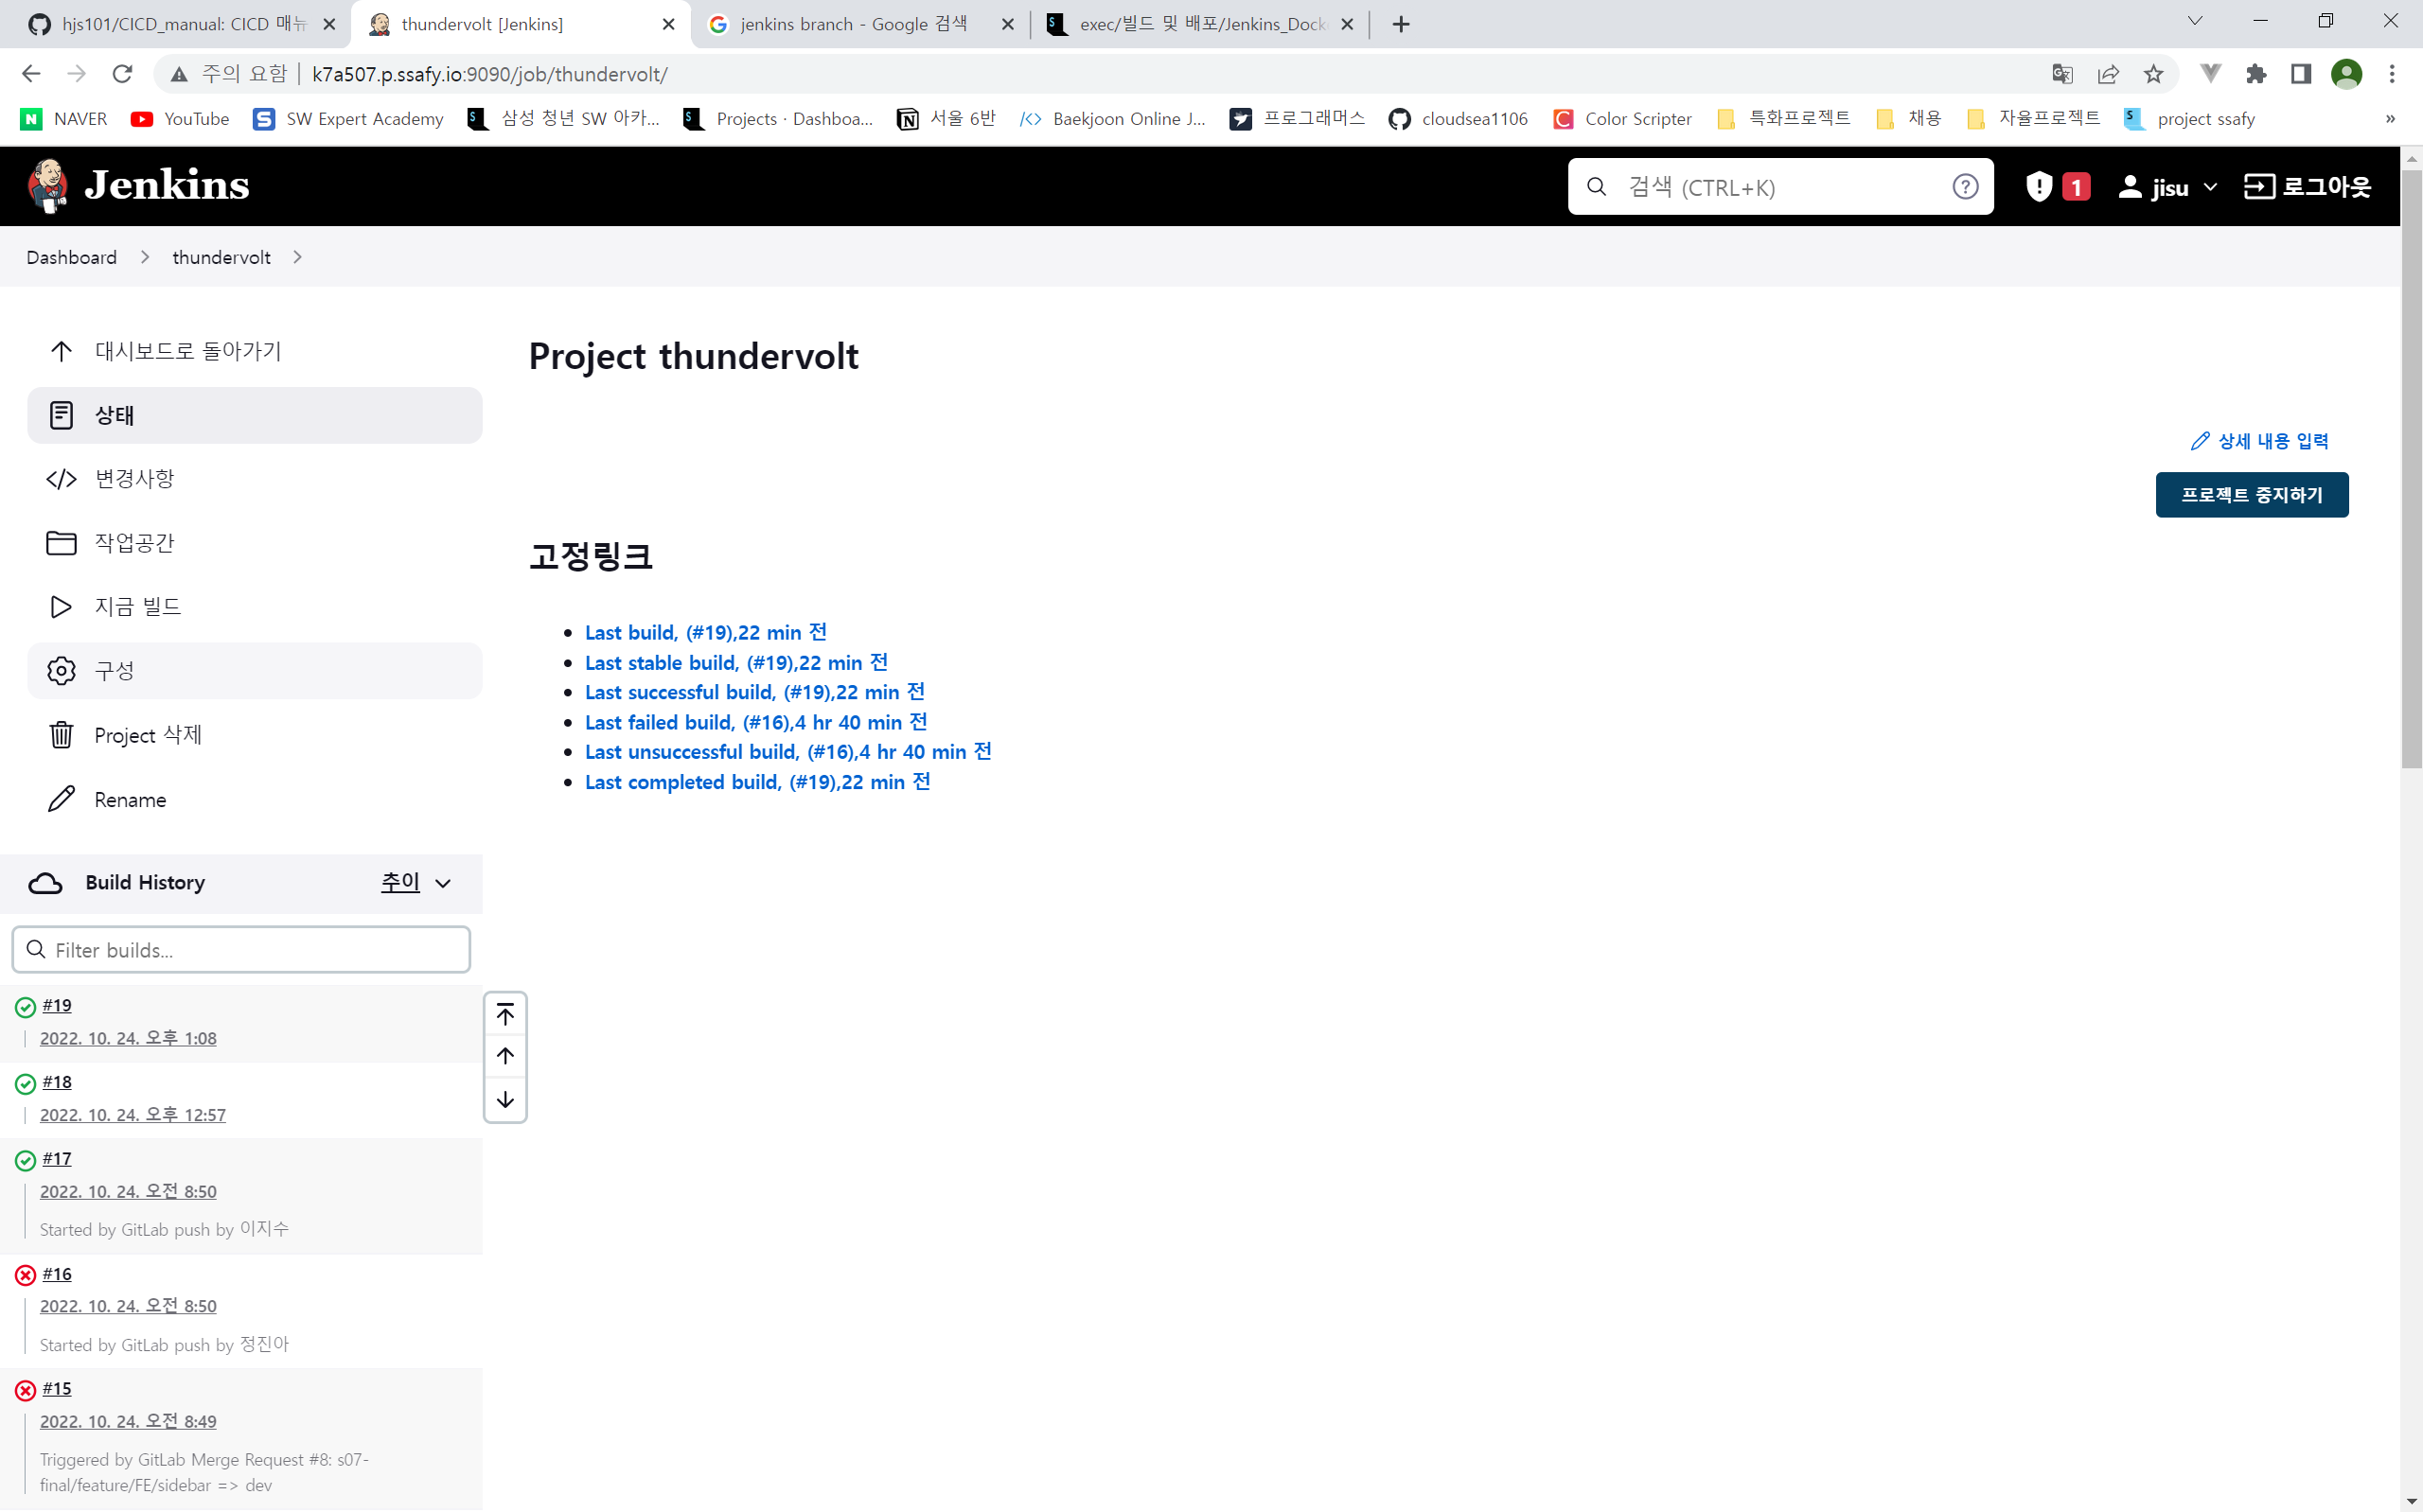 hjs101/CICD_manual: CICD 매뉴
thundervolt [Jenkins]
jenkins branch - Google 검색
exec/빌드 및 배포/Jenkins_Dock
주의 요함
k7a507.p.ssafy.io:9090/job/thundervolt/
NAVER
YouTube
SW Expert Academy
삼성 청년 SW 아카...
Projects · Dashboa...
서울 6반
Baekjoon Online J...
프로그래머스
cloudsea1106
Color Scripter
특화프로젝트
채용
자율프로젝트
project ssafy
»
Jenkins
검색 (CTRL+K)
1
jisu
로그아웃
Dashboard
thundervolt
대시보드로 돌아가기
상태
변경사항
작업공간
지금 빌드
구성
Project 삭제
Rename
Project thundervolt
상세 내용 입력
프로젝트 중지하기
고정링크
Last build, (#19),22 min 전
Last stable build, (#19),22 min 전
Last successful build, (#19),22 min 전
Last failed build, (#16),4 hr 40 min 전
Last unsuccessful build, (#16),4 hr 40 min 전
Last completed build, (#19),22 min 전
Build History
추이
Filter builds...
#19
2022. 10. 24. 오후 1:08
#18
2022. 10. 24. 오후 12:57
#17
2022. 10. 24. 오전 8:50
Started by GitLab push by 이지수
#16
2022. 10. 24. 오전 8:50
Started by GitLab push by 정진아
#15
2022. 10. 24. 오전 8:49
Triggered by GitLab Merge Request #8: s07-
final/feature/FE/sidebar => dev